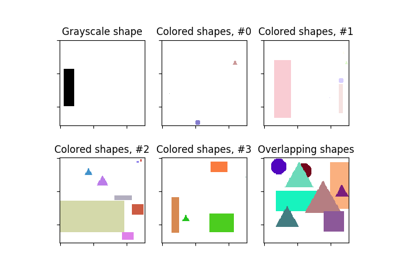 Grayscale shape
Colored shapes, #0
Colored shapes, #1
Colored shapes, #2
Colored shapes, #3
Overlapping shapes